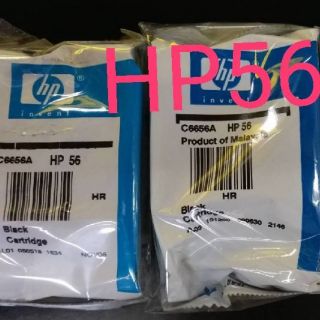 HP56
hp
invent
C6656A HP 56
HR
Black
Cartridge
hp
invent
C6656A HP 56
Product of Malaysia
HR
Black
Cartridge